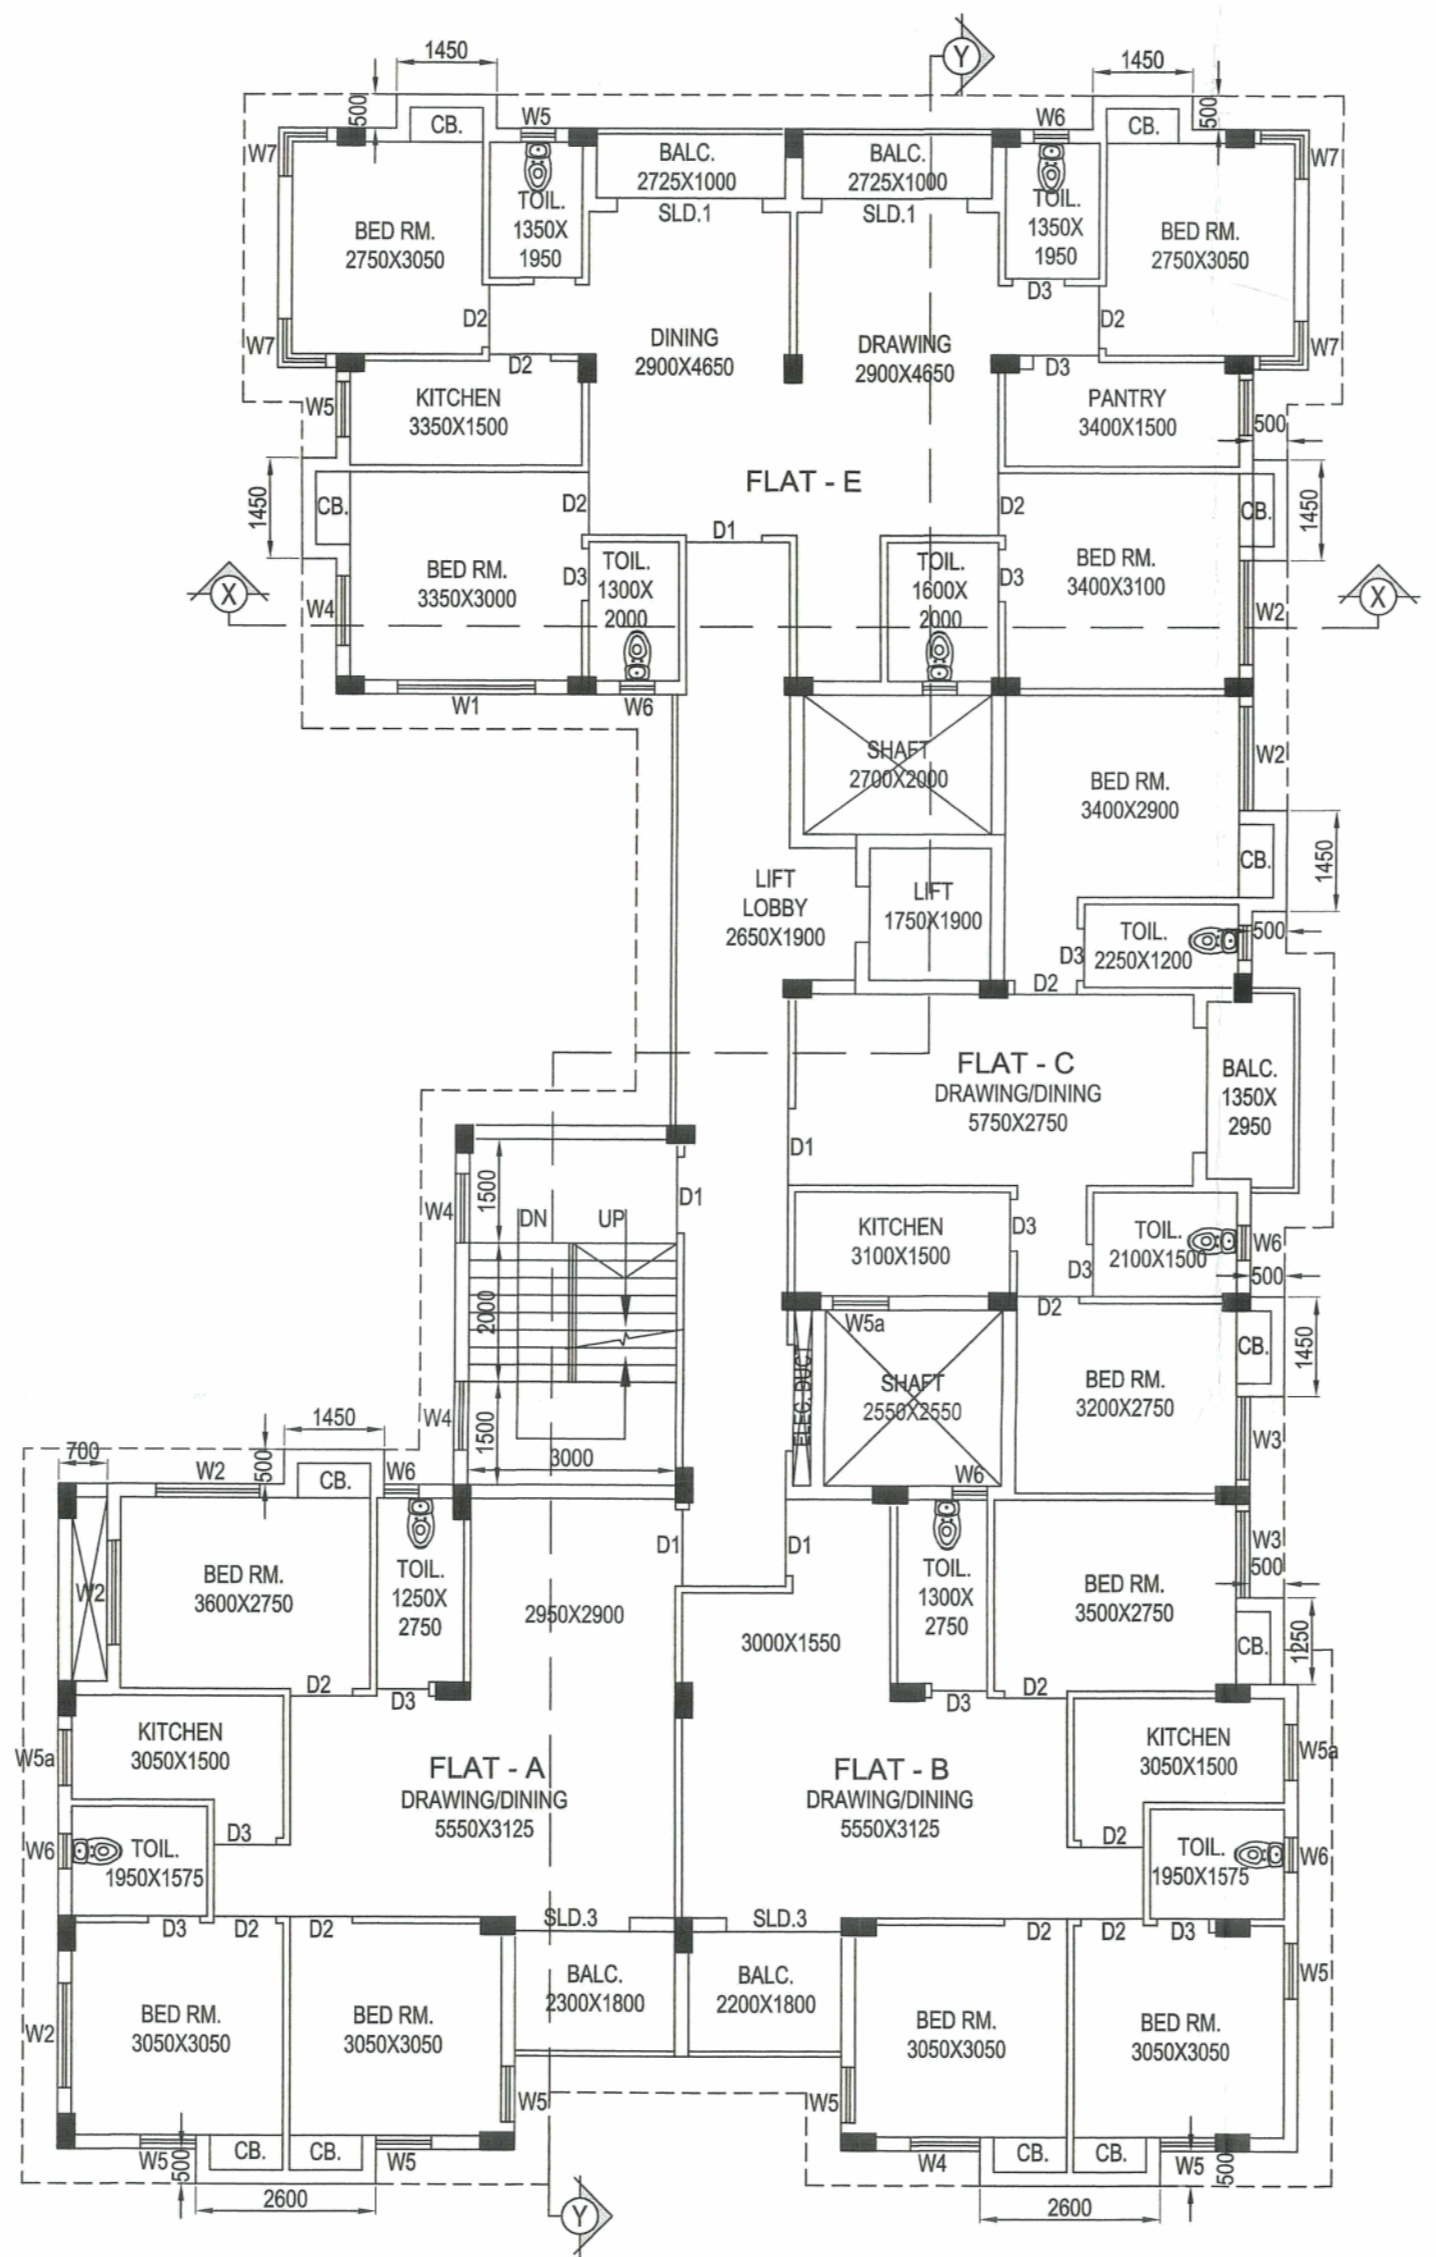 1450
Y
1450
500
CB.
W5
W6
CB.
500
W7
BALC.
2725X1000
BALC.
2725X1000
W7
TOIL.
1350X
1950
SLD.1
SLD.1
TOIL.
1350X
1950
BED RM.
2750X3050
BED RM.
2750X3050
D3
W7
D2
DINING
2900X4650
DRAWING
2900X4650
D2
W7
D2
D3
W5
KITCHEN
3350X1500
PANTRY
3400X1500
500
FLAT - E
1450
CB.
D2
D1
D2
CB.
1450
X
BED RM.
3350X3000
D3
TOIL.
1300X
2000
TOIL.
1600X
2000
D3
BED RM.
3400X3100
X
W4
W2
W1
W6
SHAFT
2700X2000
W2
BED RM.
3400X2900
LIFT
LOBBY
2650X1900
LIFT
1750X1900
CB.
1450
TOIL.
2250X1200
500
D3
D2
FLAT - C
DRAWING/DINING
5750X2750
BALC.
1350X
2950
D1
1500
D1
W4
DN
UP
KITCHEN
3100X1500
D3
TOIL.
2100X1500
W6
D3
500
2000
W5a
D2
CB.
1450
ELEC. DUCT
SHAFT
2550X2550
BED RM.
3200X2750
W4
1500
3000
W3
1450
700
W2
500
CB.
W6
W6
D1
D1
W3
500
W2
BED RM.
3600X2750
TOIL.
1250X
2750
2950X2900
3000X1550
TOIL.
1300X
2750
BED RM.
3500X2750
CB.
1250
D2
D3
D3
D2
KITCHEN
3050X1500
W5a
FLAT - A
DRAWING/DINING
5550X3125
FLAT - B
DRAWING/DINING
5550X3125
KITCHEN
3050X1500
W5a
D3
D2
W6
TOIL.
1950X1575
TOIL.
1950X1575
W6
D3
D2
D2
SLD.3
SLD.3
D2
D2
D3
BALC.
2300X1800
BALC.
2200X1800
W5
W2
BED RM.
3050X3050
BED RM.
3050X3050
BED RM.
3050X3050
BED RM.
3050X3050
W5
W5
W5
500
CB.
CB.
W5
W4
CB.
CB.
W5
500
2600
Y
2600